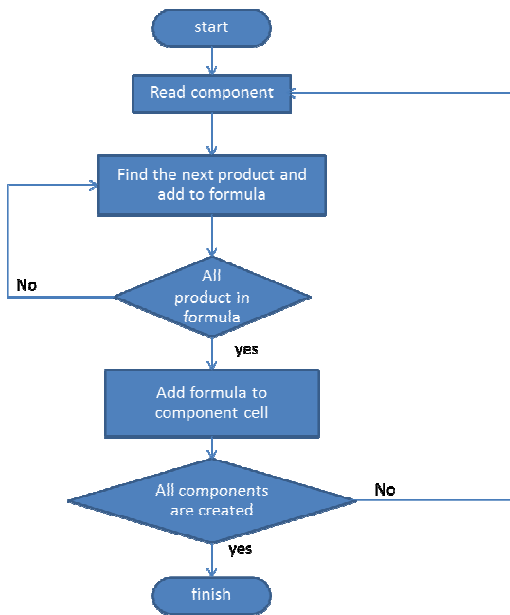 start
Read component
Find the next product and
add to formula
All
product in
formula
No
yes
Add formula to
component cell
All components
are created
No
yes
finish